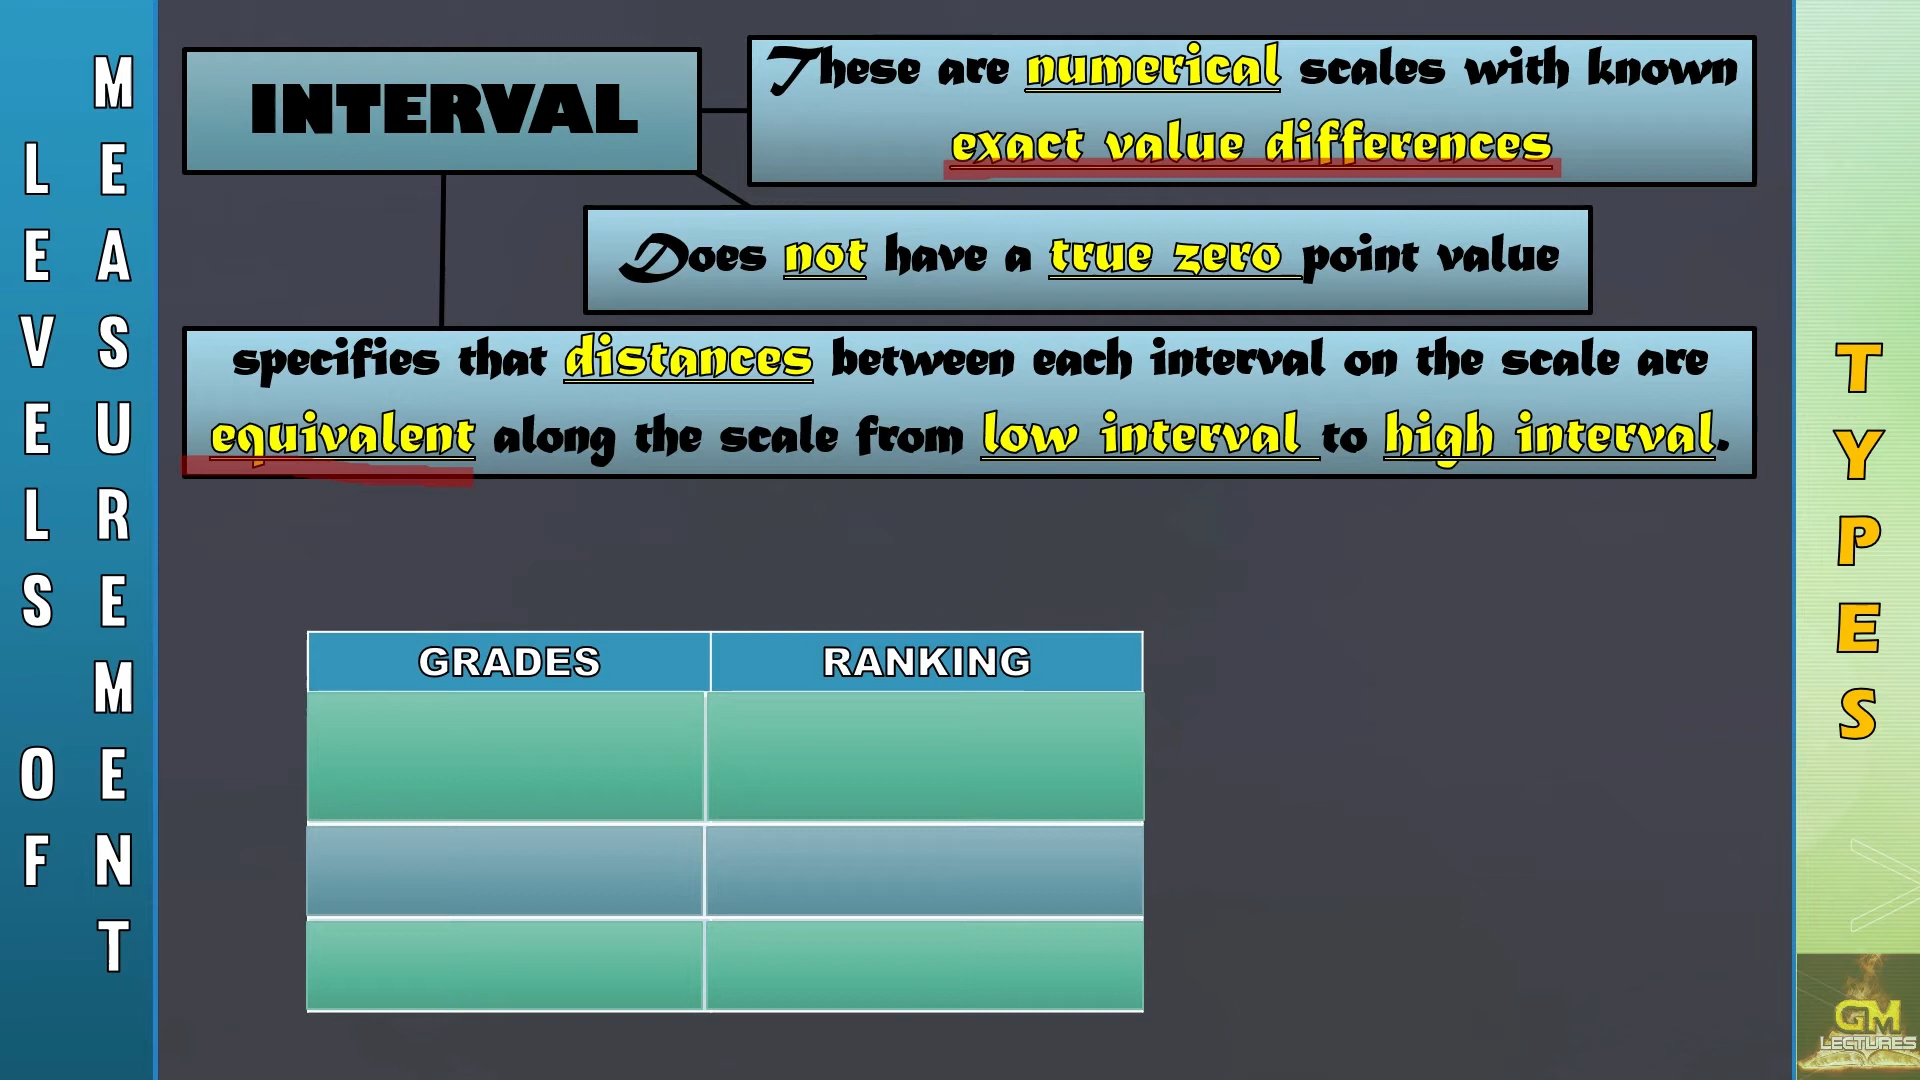 LEVELS OF
MEASUREMENT
INTERVAL
These are numerical scales with known
exact value differences
Does not have a true zero point value
specifies that distances between each interval on the scale are
equivalent along the scale from low interval to high interval.
GRADES RANKING
TYPES
GM
LECTURES